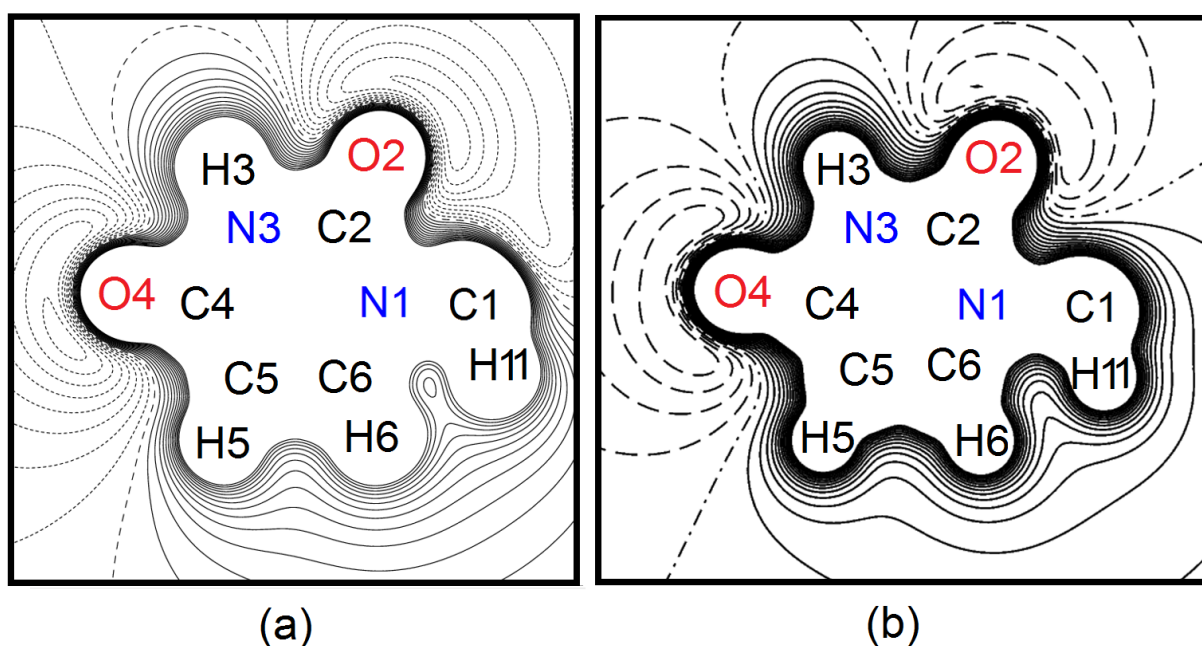 H3 O2
N3 C2
O4 C4 N1 C1
C5 C6 H11
H5 H6
(a)
H3 O2
N3 C2
O4 C4 N1 C1
C5 C6 H11
H5 H6
(b)